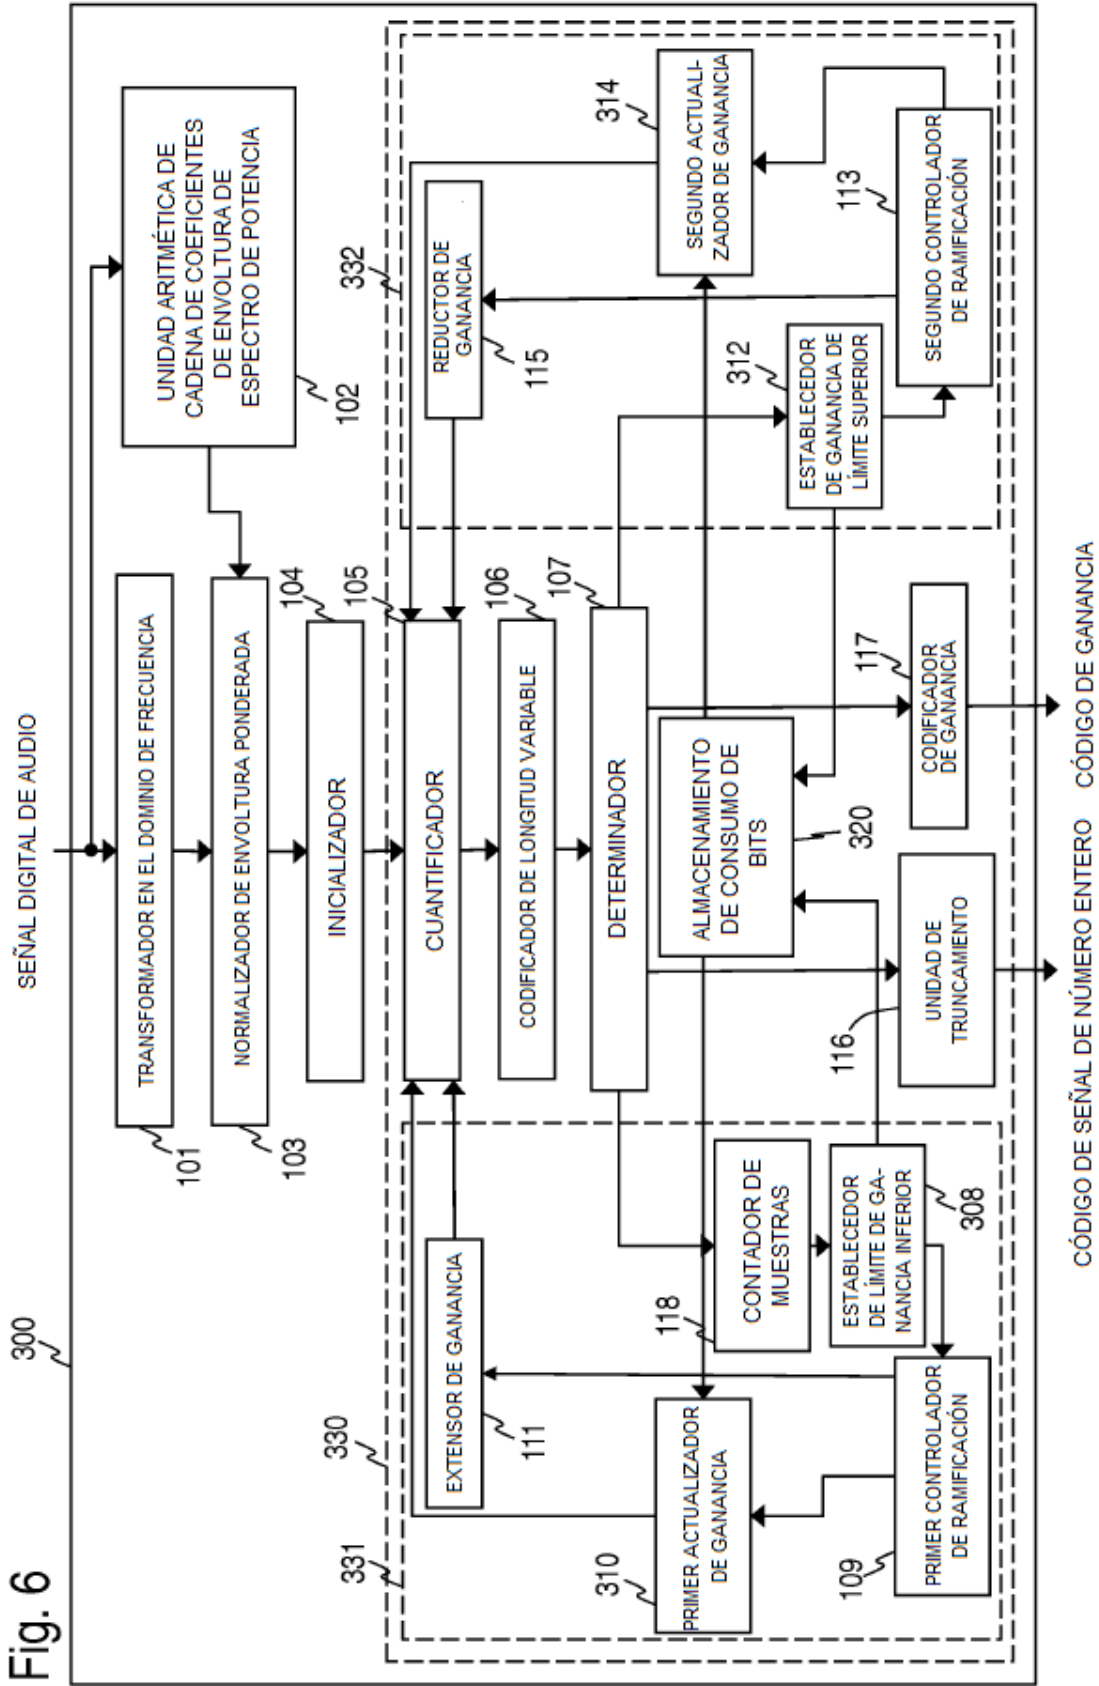 Fig. 6
300
SEÑAL DIGITAL DE AUDIO
TRANSFORMADOR EN EL DOMINIO DE FRECUENCIA
101
UNIDAD ARITMÉTICA DE
CADENA DE COEFICIENTES
DE ENVOLTURA DE
ESPECTRO DE POTENCIA
102
NORMALIZADOR DE ENVOLTURA PONDERADA
103
INICIALIZADOR
104
330
331
332
CUANTIFICADOR
105
EXTENSOR DE GANANCIA
111
REDUCTOR DE
GANANCIA
115
CODIFICADOR DE LONGITUD VARIABLE
106
DETERMINADOR
107
PRIMER ACTUALIZADOR
DE GANANCIA
310
CONTADOR DE
MUESTRAS
118
ALMACENAMIENTO
DE CONSUMO DE
BITS
320
SEGUNDO ACTUALI-
ZADOR DE GANANCIA
314
ESTABLECEDOR
DE LÍMITE DE GA-
NANCIA INFERIOR
308
ESTABLECEDOR
DE GANANCIA DE
LÍMITE SUPERIOR
312
PRIMER CONTROLADOR
DE RAMIFICACIÓN
109
UNIDAD DE
TRUNCAMIENTO
116
CODIFICADOR
DE GANANCIA
117
SEGUNDO CONTROLADOR
DE RAMIFICACIÓN
113
CÓDIGO DE SEÑAL DE NÚMERO ENTERO
CÓDIGO DE GANANCIA